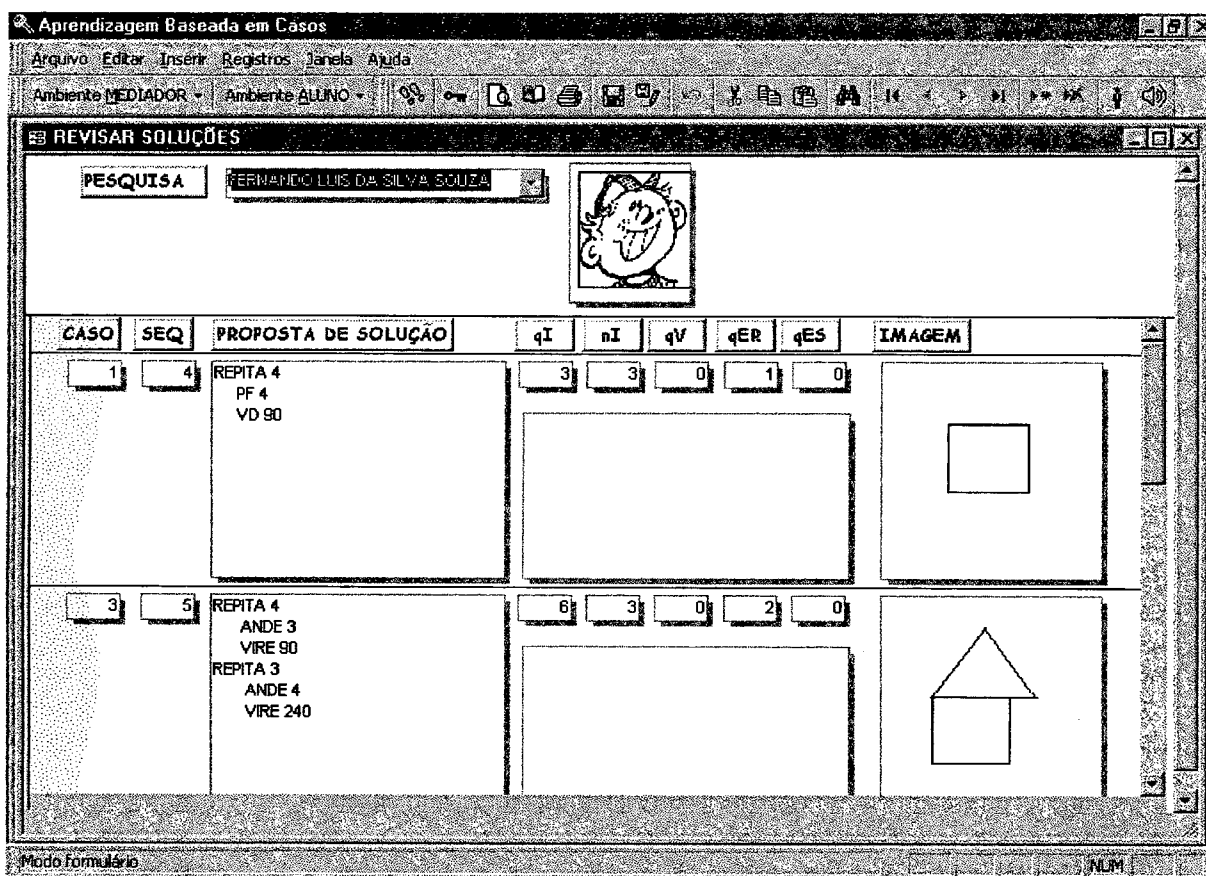 Aprendizagem Baseada em Casos
Arquivo Editar Inserir Registros Janela Ajuda
Ambiente MEDIADOR Ambiente ALUNO
REVISAR SOLUÇÕES
PESQUISA FERNANDO LUIS DA SILVA SOUZA
CASO SEQ PROPOSTA DE SOLUÇÃO qI nI qV qER qES IMAGEM
1 4 REPITA 4 3 3 0 1 0
PF 4
VD 90
3 5 REPITA 4 6 3 0 2 0
ANDE 3
VIRE 90
REPITA 3
ANDE 4
VIRE 240
Modo formulário NUM